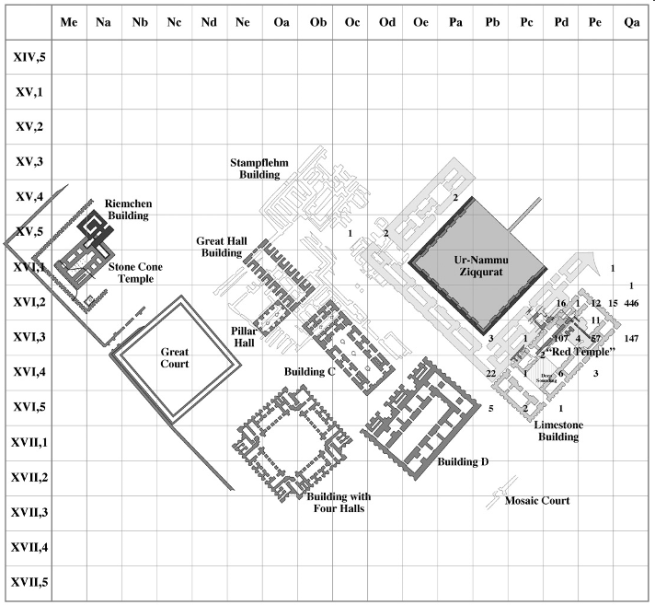 Me Na Nb Nc Nd Ne Oa Ob Oc Od Oe Pa Pb Pc Pd Pe Qa
XIV,5
XV,1
XV,2
XV,3
Stampflehm
Building
XV,4
2
Riemchen
Building
XV,5
1 2
Great Hall
Building
Ur-Nammu
Ziqqurat
XVI,1
1
Stone Cone
Temple
1
XVI,2
16 1 12 15 446
11
Pillar
Hall
XVI,3
3 1 107 4 57 147
Great
Court
2
"Red Temple"
Building C
XVI,4
22 1 6 3
Deep
Sounding
XVI,5
5 2 1
Limestone
Building
XVII,1
Building D
XVII,2
Building with
Four Halls
Mosaic Court
XVII,3
XVII,4
XVII,5